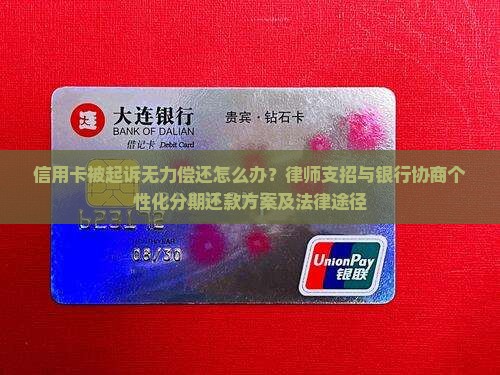 大连银行
BANK OF DALIAN
贵宾·钻石卡
借记卡 Debit Card
信用卡被起诉无力偿还怎么办？律师支招与银行协商个
性化分期还款方案及法律途径
08/30
UnionPay
银联